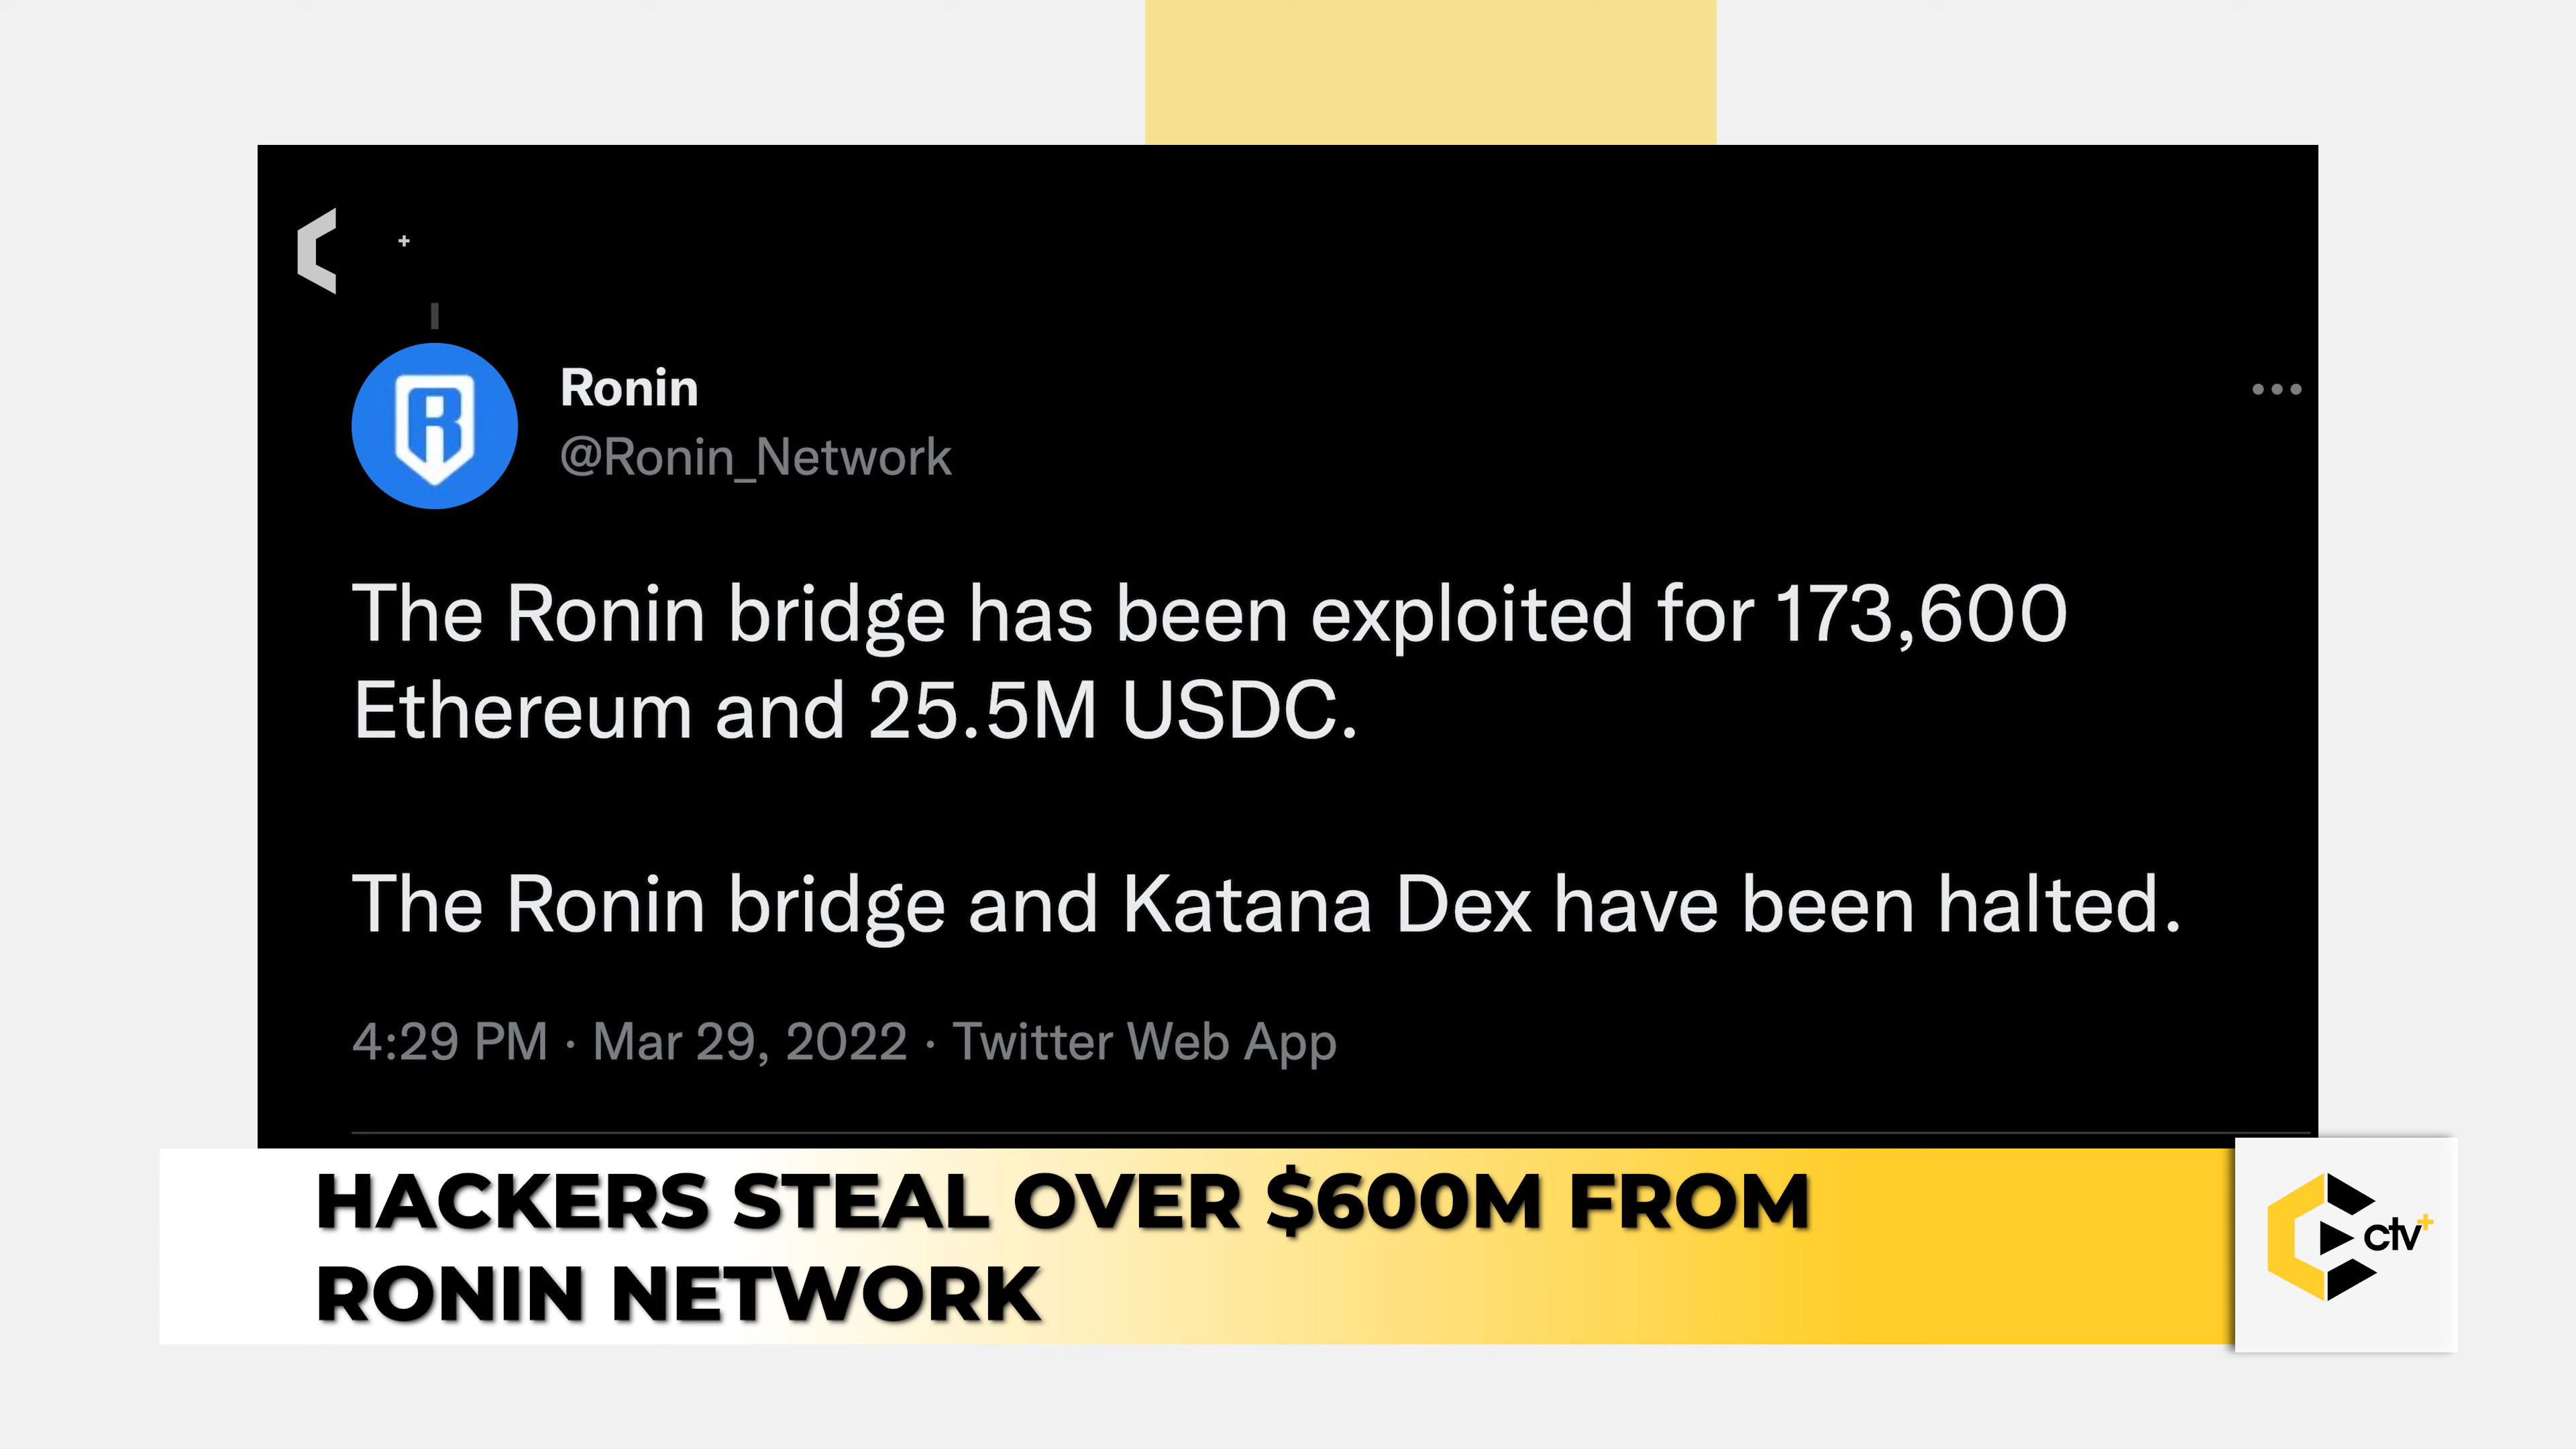 Ronin
@Ronin_Network
The Ronin bridge has been exploited for 173,600
Ethereum and 25.5M USDC.
The Ronin bridge and Katana Dex have been halted.
4:29 PM · Mar 29, 2022 · Twitter Web App
HACKERS STEAL OVER $600M FROM
RONIN NETWORK
ctv+